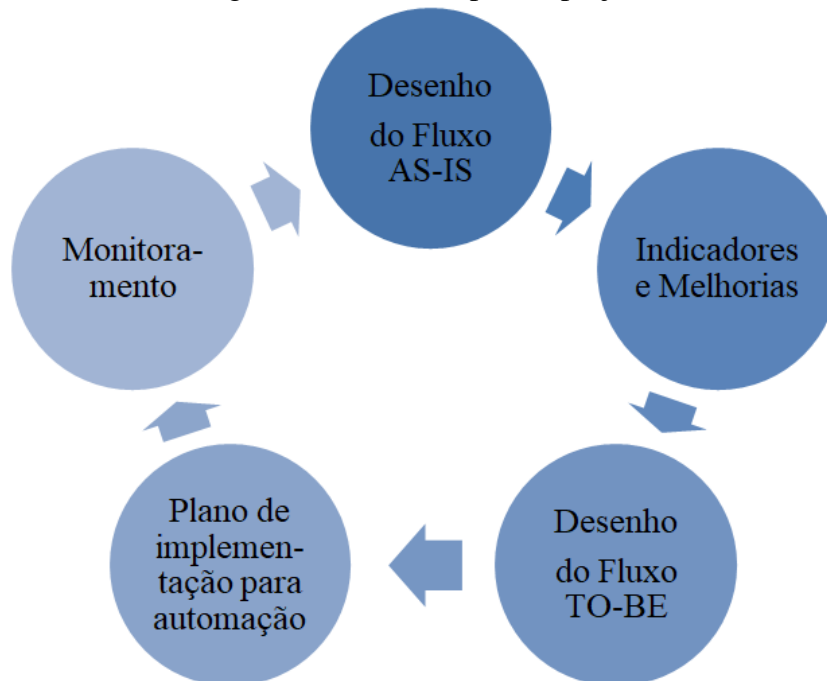 Desenho
do Fluxo
AS-IS
Indicadores
e Melhorias
Desenho
do Fluxo
TO-BE
Plano de
implemen-
tação para
automação
Monitora-
mento